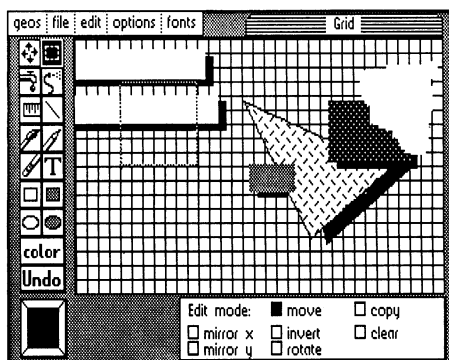 geos file edit options fonts Grid
T
color
Undo
Edit mode: move copy
mirror x invert clear
mirror y rotate